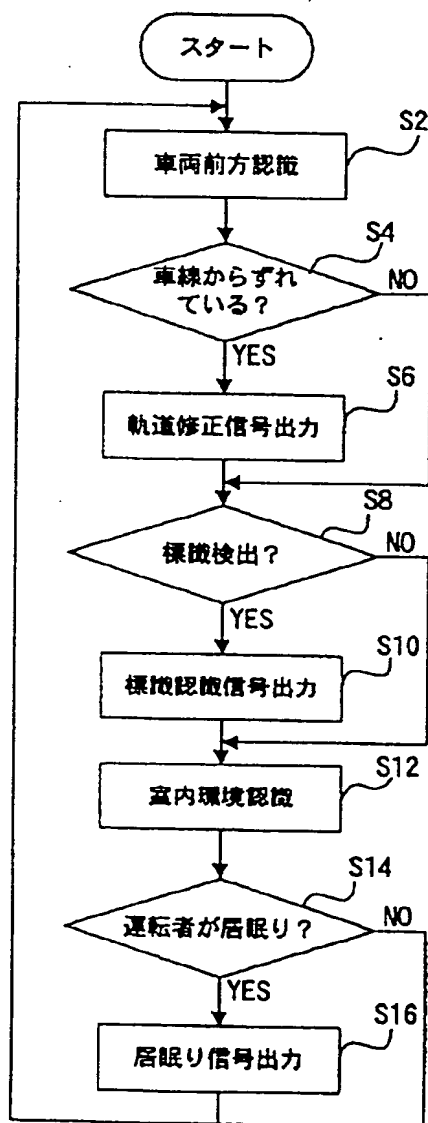 スタート
S2
車両前方認識
S4
車線からずれ
ている？
NO
YES
S6
軌道修正信号出力
S8
標識検出？
NO
YES
S10
標識認識信号出力
S12
室内環境認識
S14
運転者が居眠り？
NO
YES
S16
居眠り信号出力